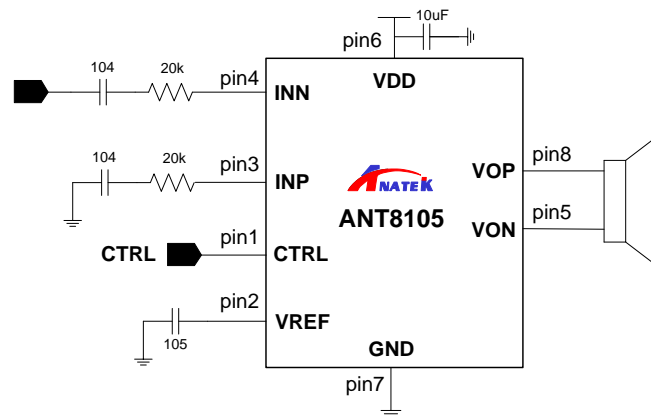 10uF
pin6
104
20k
pin4
INN
VDD
104
20k
pin3
INP
ANATEK
VOP
pin8
ANT8105
pin5
VON
CTRL
pin1
CTRL
pin2
VREF
105
GND
pin7